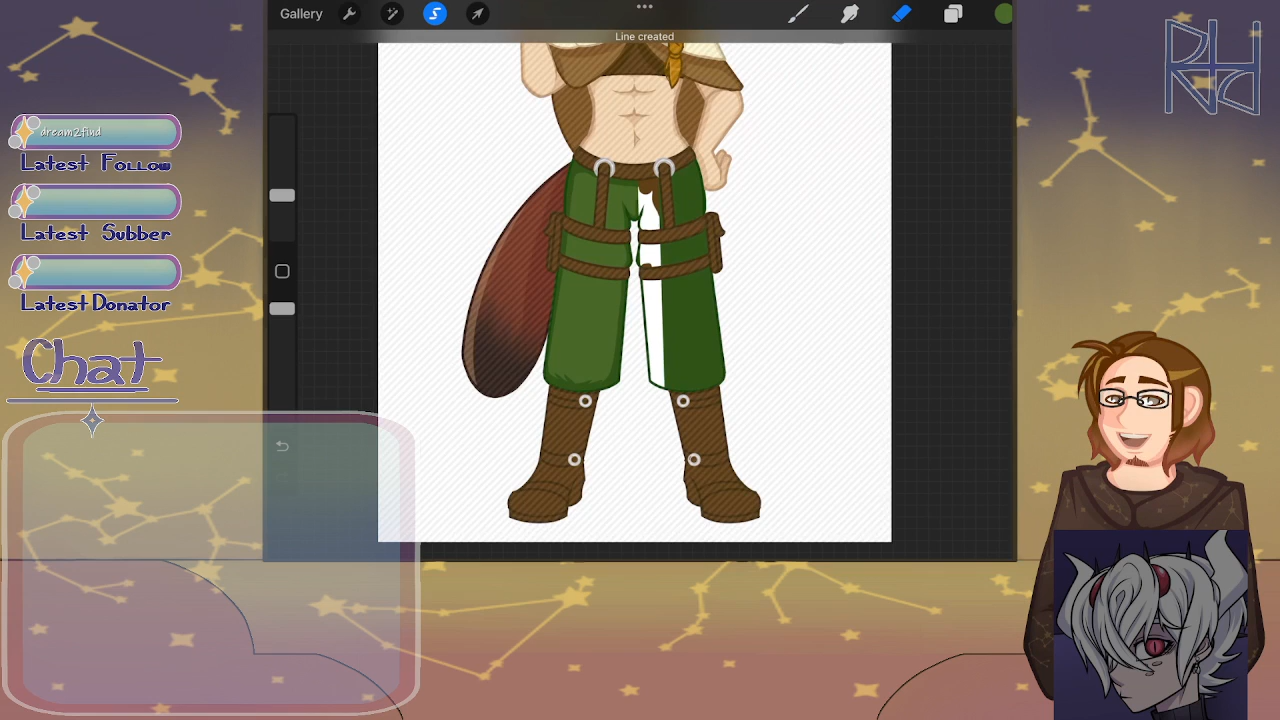 Gallery
Line created
dream2find
Latest Follow
Latest Subber
Latest Donator
Chat